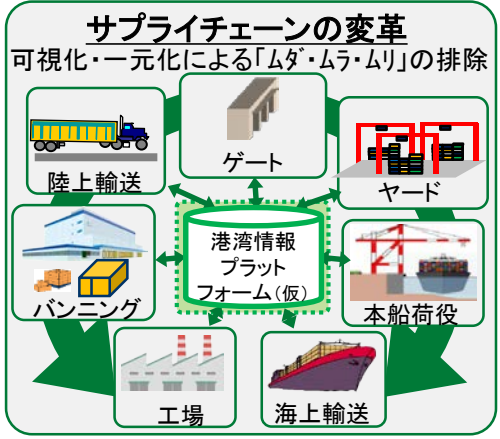 サプライチェーンの変革
可視化・一元化による「ﾑﾀﾞ・ムラ・ムリ」の排除
ゲート
陸上輸送
ヤード
港湾情報
プラット
フォーム(仮)
バンニング
本船荷役
工場
海上輸送